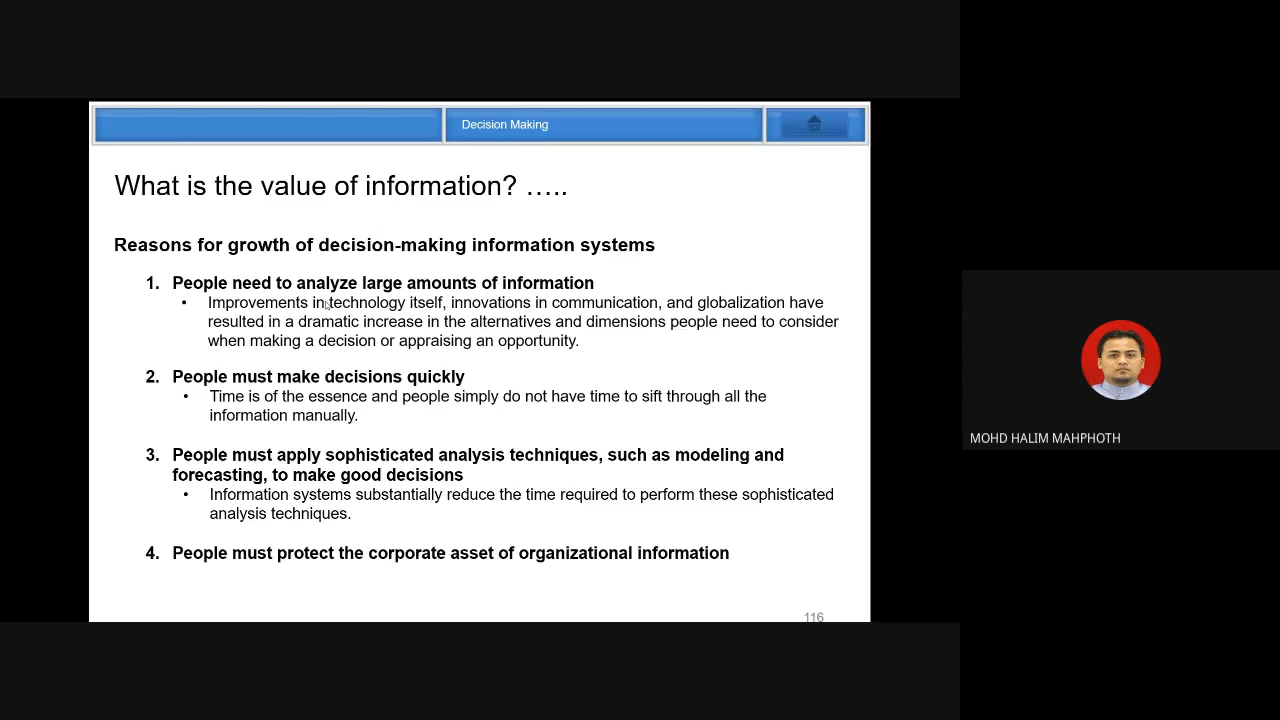 Decision Making
What is the value of information? …..
Reasons for growth of decision-making information systems
1. People need to analyze large amounts of information
• Improvements in technology itself, innovations in communication, and globalization have
resulted in a dramatic increase in the alternatives and dimensions people need to consider
when making a decision or appraising an opportunity.
2. People must make decisions quickly
• Time is of the essence and people simply do not have time to sift through all the
information manually.
3. People must apply sophisticated analysis techniques, such as modeling and
forecasting, to make good decisions
• Information systems substantially reduce the time required to perform these sophisticated
analysis techniques.
4. People must protect the corporate asset of organizational information
116
MOHD HALIM MAHPHOTH